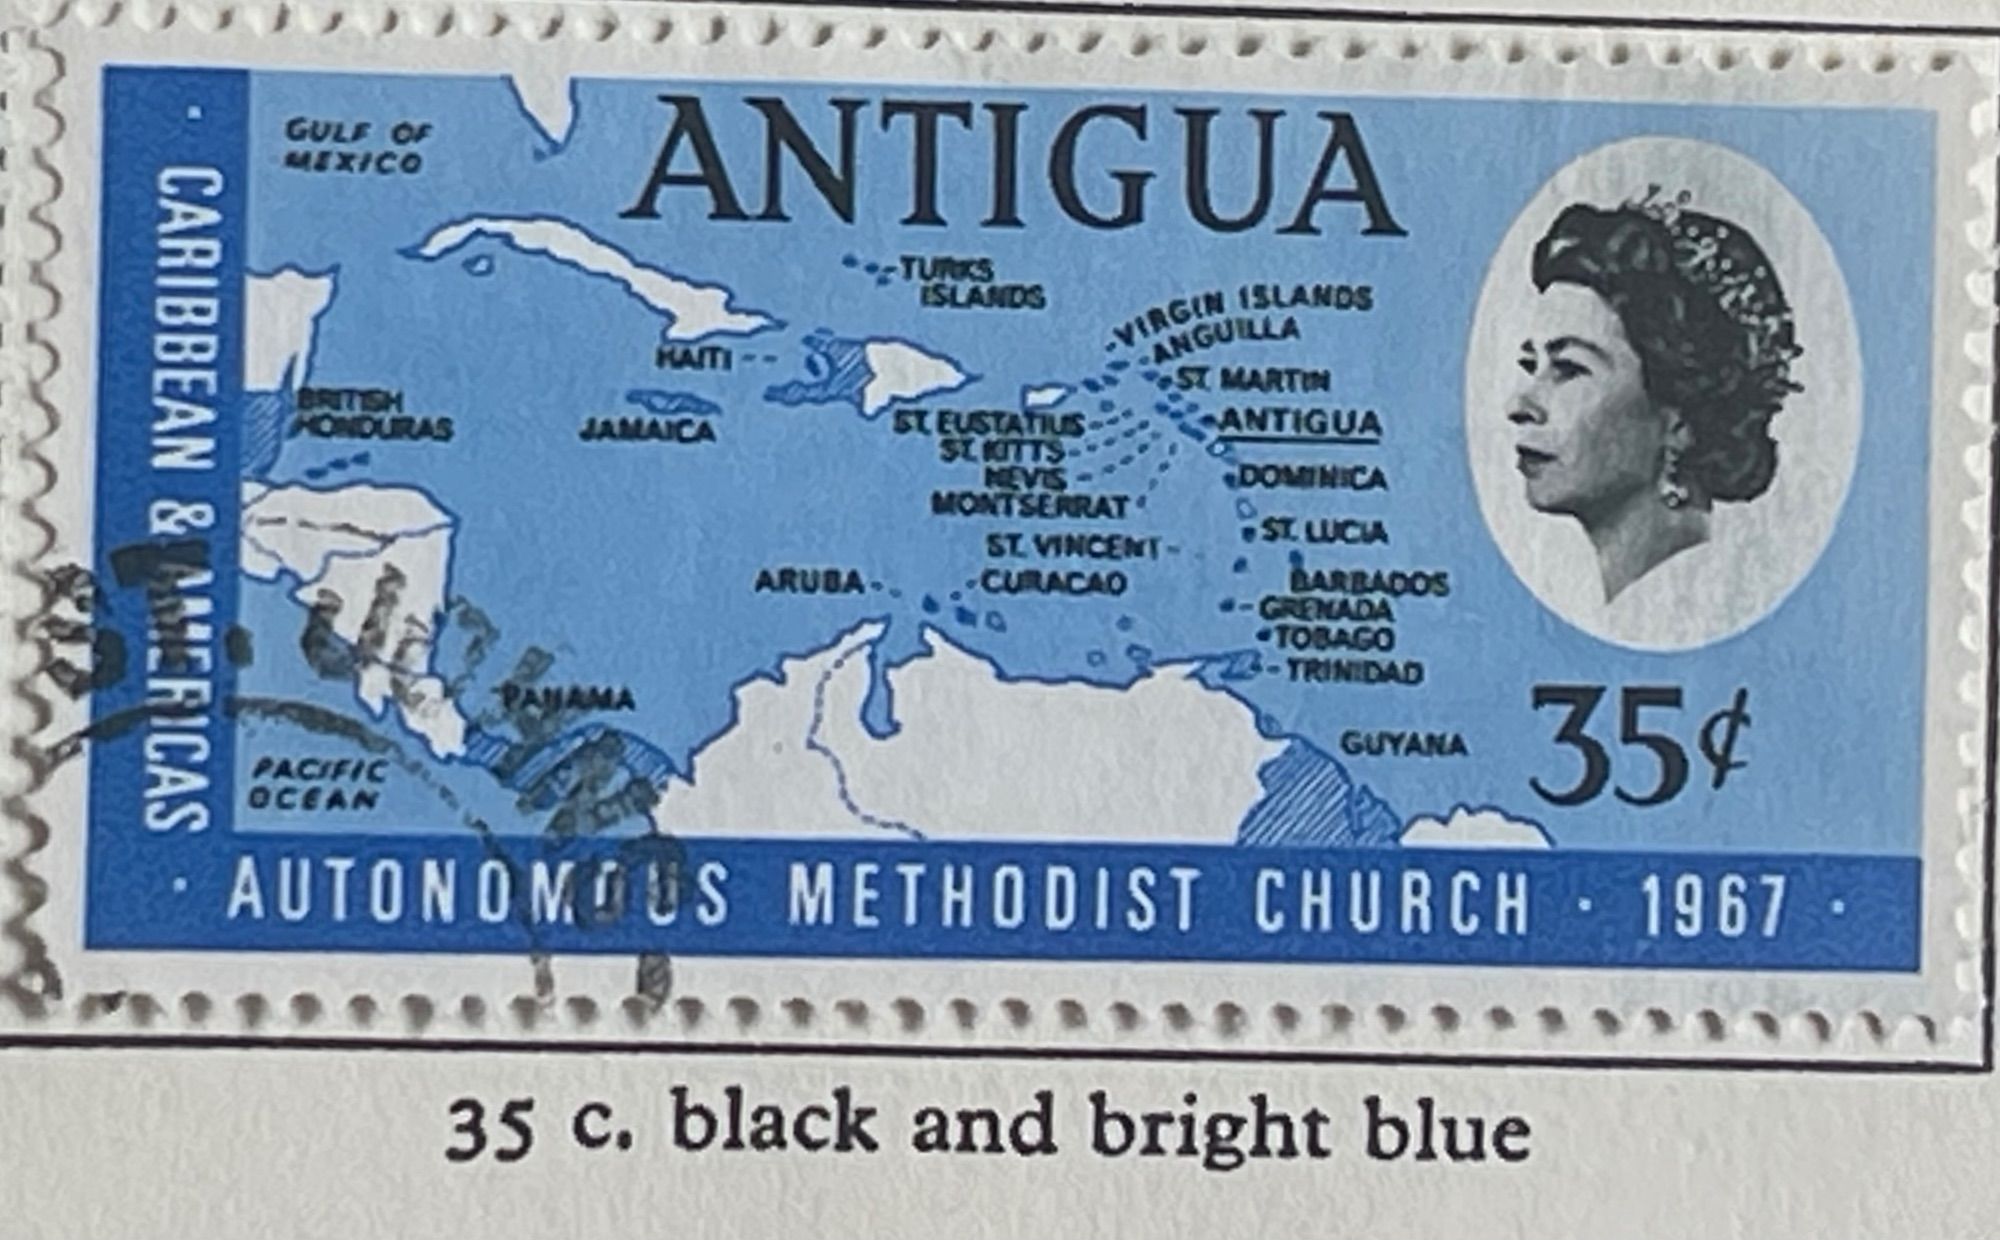 ANTIGUA
GULF OF
MEXICO
· CARIBBEAN & AMERICAS
TURKS
ISLANDS
VIRGIN ISLANDS
ANGUILLA
HAITI
ST. MARTIN
BRITISH
HONDURAS
JAMAICA
ST. EUSTATIUS
ANTIGUA
ST. KITTS
NEVIS
DOMINICA
MONTSERRAT
ST. LUCIA
ST. VINCENT
ARUBA
CURACAO
BARBADOS
GRENADA
TOBAGO
TRINIDAD
PANAMA
GUYANA
35¢
PACIFIC
OCEAN
· AUTONOMOUS METHODIST CHURCH · 1967 ·
35 c. black and bright blue